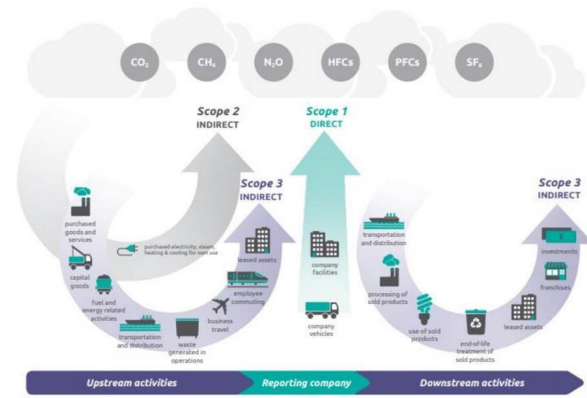 CO₂
CH₄
N₂O
HFCs
PFCs
SF₆
Scope 2
INDIRECT
Scope 1
DIRECT
Scope 3
INDIRECT
Scope 3
INDIRECT
purchased
goods and
services
capital
goods
fuel and
energy related
activities
transportation
and distribution
waste
generated in
operations
business
travel
employee
commuting
leased assets
purchased electricity, steam,
heating & cooling for own use
company
facilities
company
vehicles
transportation
and distribution
processing of
sold products
use of sold
products
end-of-life
treatment of
sold products
leased assets
franchises
investments
Upstream activities
Reporting company
Downstream activities